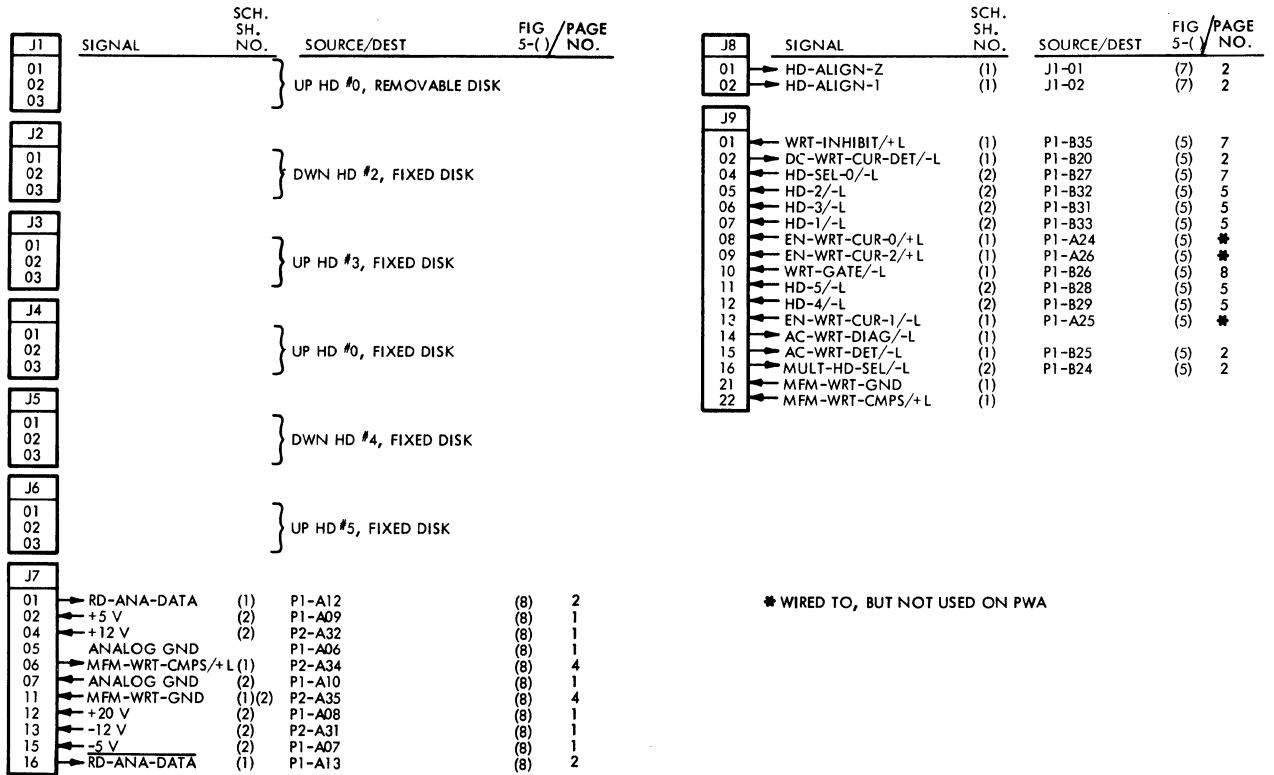 J1 SIGNAL SCH. SH. NO. SOURCE/DEST FIG 5-( ) / PAGE NO.
01
02 UP HD #0, REMOVABLE DISK
03
J2
01
02 DWN HD #2, FIXED DISK
03
J3
01
02 UP HD #3, FIXED DISK
03
J4
01
02 UP HD #0, FIXED DISK
03
J5
01
02 DWN HD #4, FIXED DISK
03
J6
01
02 UP HD #5, FIXED DISK
03
J7
01 RD-ANA-DATA (1) P1-A12 (8) 2
02 +5 V (2) P1-A09 (8) 1
04 +12 V (2) P2-A32 (8) 1
05 ANALOG GND P1-A06 (8) 1
06 MFM-WRT-CMPS/+L (1) P2-A34 (8) 4
07 ANALOG GND (2) P1-A10 (8) 1
11 MFM-WRT-GND (1)(2) P2-A35 (8) 4
12 +20 V (2) P1-A08 (8) 1
13 -12 V (2) P2-A31 (8) 1
15 -5 V (2) P1-A07 (8) 1
16 RD-ANA-DATA (1) P1-A13 (8) 2
J8 SIGNAL SCH. SH. NO. SOURCE/DEST FIG 5-( ) / PAGE NO.
01 HD-ALIGN-Z (1) J1-01 (7) 2
02 HD-ALIGN-1 (1) J1-02 (7) 2
J9
01 WRT-INHIBIT/+L (1) P1-B35 (5) 7
02 DC-WRT-CUR-DET/-L (1) P1-B20 (5) 2
04 HD-SEL-0/-L (2) P1-B27 (5) 7
05 HD-2/-L (2) P1-B32 (5) 5
06 HD-3/-L (2) P1-B31 (5) 5
07 HD-1/-L (2) P1-B33 (5) 5
08 EN-WRT-CUR-0/+L (1) P1-A24 (5) *
09 EN-WRT-CUR-2/+L (1) P1-A26 (5) *
10 WRT-GATE/-L (1) P1-B26 (5) 8
11 HD-5/-L (2) P1-B28 (5) 5
12 HD-4/-L (2) P1-B29 (5) 5
13 EN-WRT-CUR-1/-L (1) P1-A25 (5) *
14 AC-WRT-DIAG/-L (1)
15 AC-WRT-DET/-L (1) P1-B25 (5) 2
16 MULT-HD-SEL/-L (2) P1-B24 (5) 2
21 MFM-WRT-GND (1)
22 MFM-WRT-CMPS/+L (1)
* WIRED TO, BUT NOT USED ON PWA